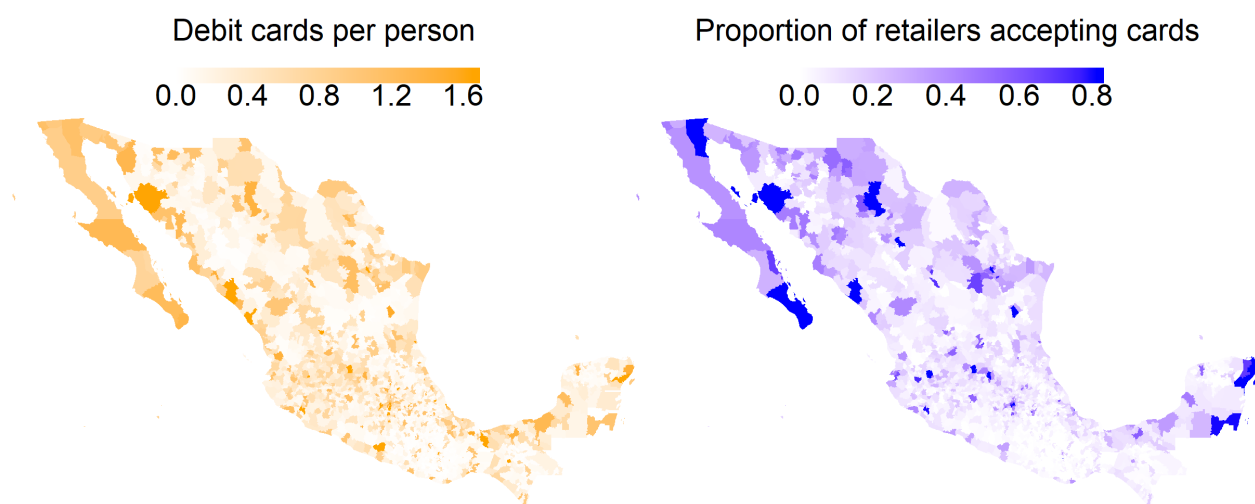 Debit cards per person
0.0 0.4 0.8 1.2 1.6
Proportion of retailers accepting cards
0.0 0.2 0.4 0.6 0.8